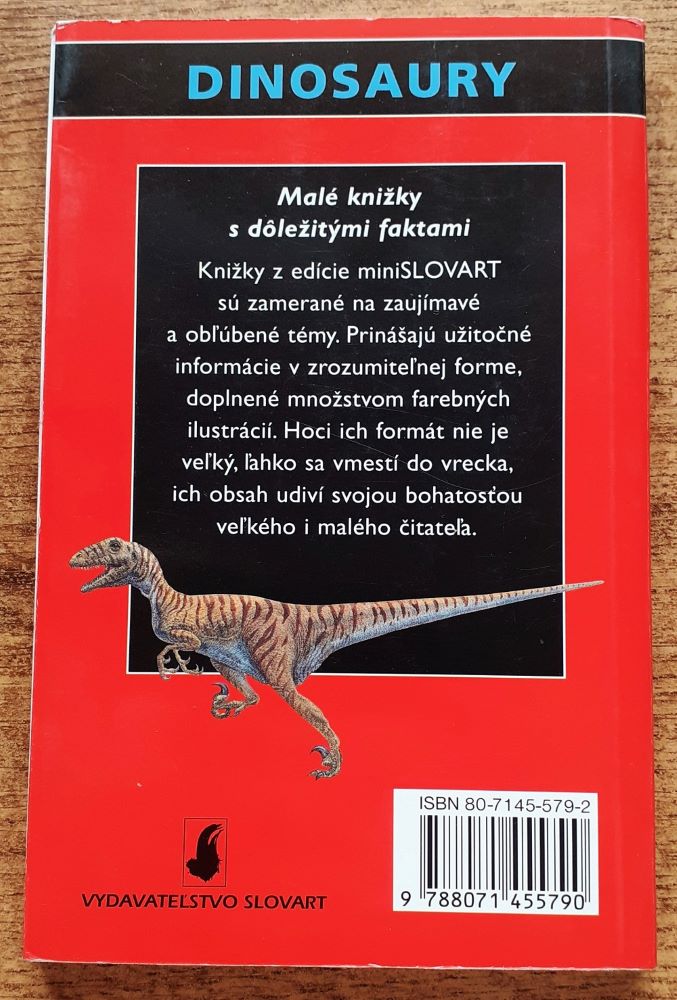 DINOSAURY
Malé knižky
s dôležitými faktami
Knižky z edície miniSLOVART
sú zamerané na zaujímavé
a obľúbené témy. Prinášajú užitočné
informácie v zrozumiteľnej forme,
doplnené množstvom farebných
ilustrácií. Hoci ich formát nie je
veľký, ľahko sa vmestí do vrecka,
ich obsah udiví svojou bohatosťou
veľkého i malého čitateľa.
ISBN 80-7145-579-2
9 788071 455790
VYDAVATEĽSTVO SLOVART